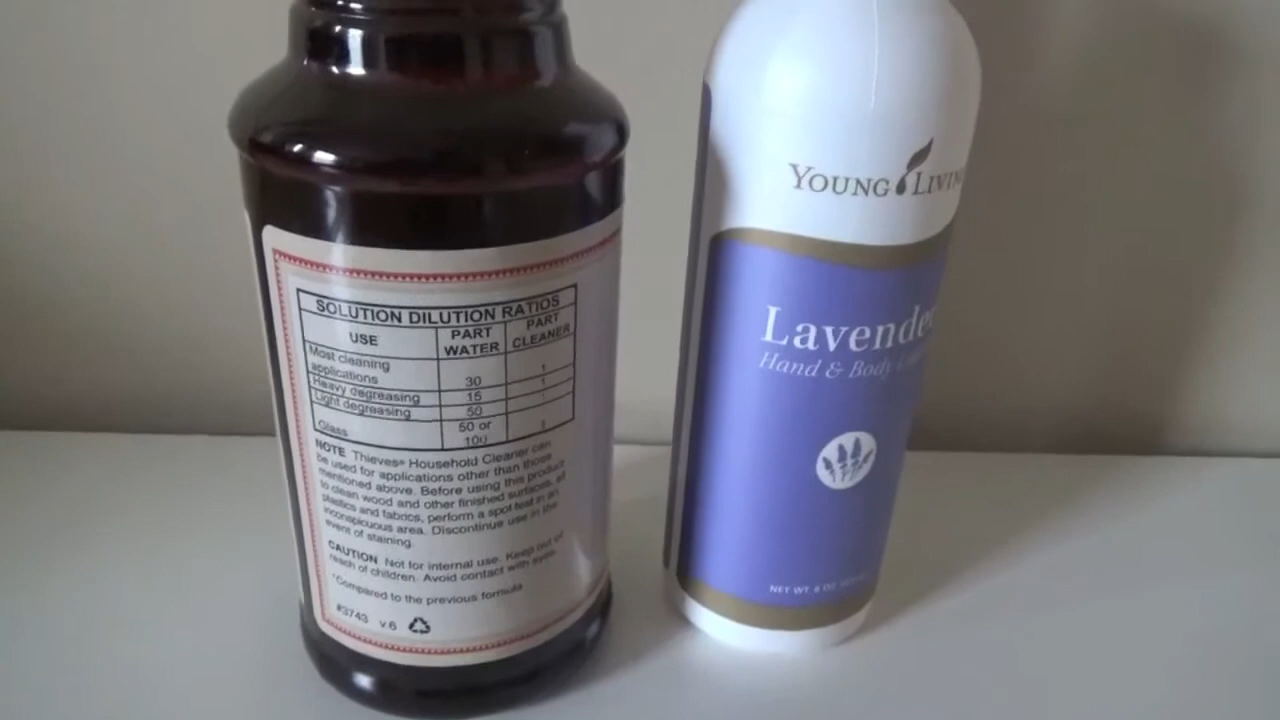 SOLUTION DILUTION RATIOS
USE PART WATER PART CLEANER
Most cleaning applications 30 1
Heavy degreasing 15 1
Light degreasing 50 1
Glass 50 or 100 1
NOTE Thieves® Household Cleaner can
be used for applications other than those
mentioned above. Before using this product
to clean wood and other finished surfaces, all
plastics and fabrics, perform a spot test in an
inconspicuous area. Discontinue use in the
event of staining.
CAUTION Not for internal use. Keep out of
reach of children. Avoid contact with eyes.
*Compared to the previous formula
#3743 v.6
YOUNG LIVIN
Lavender
Hand & Body
NET WT 8 OZ